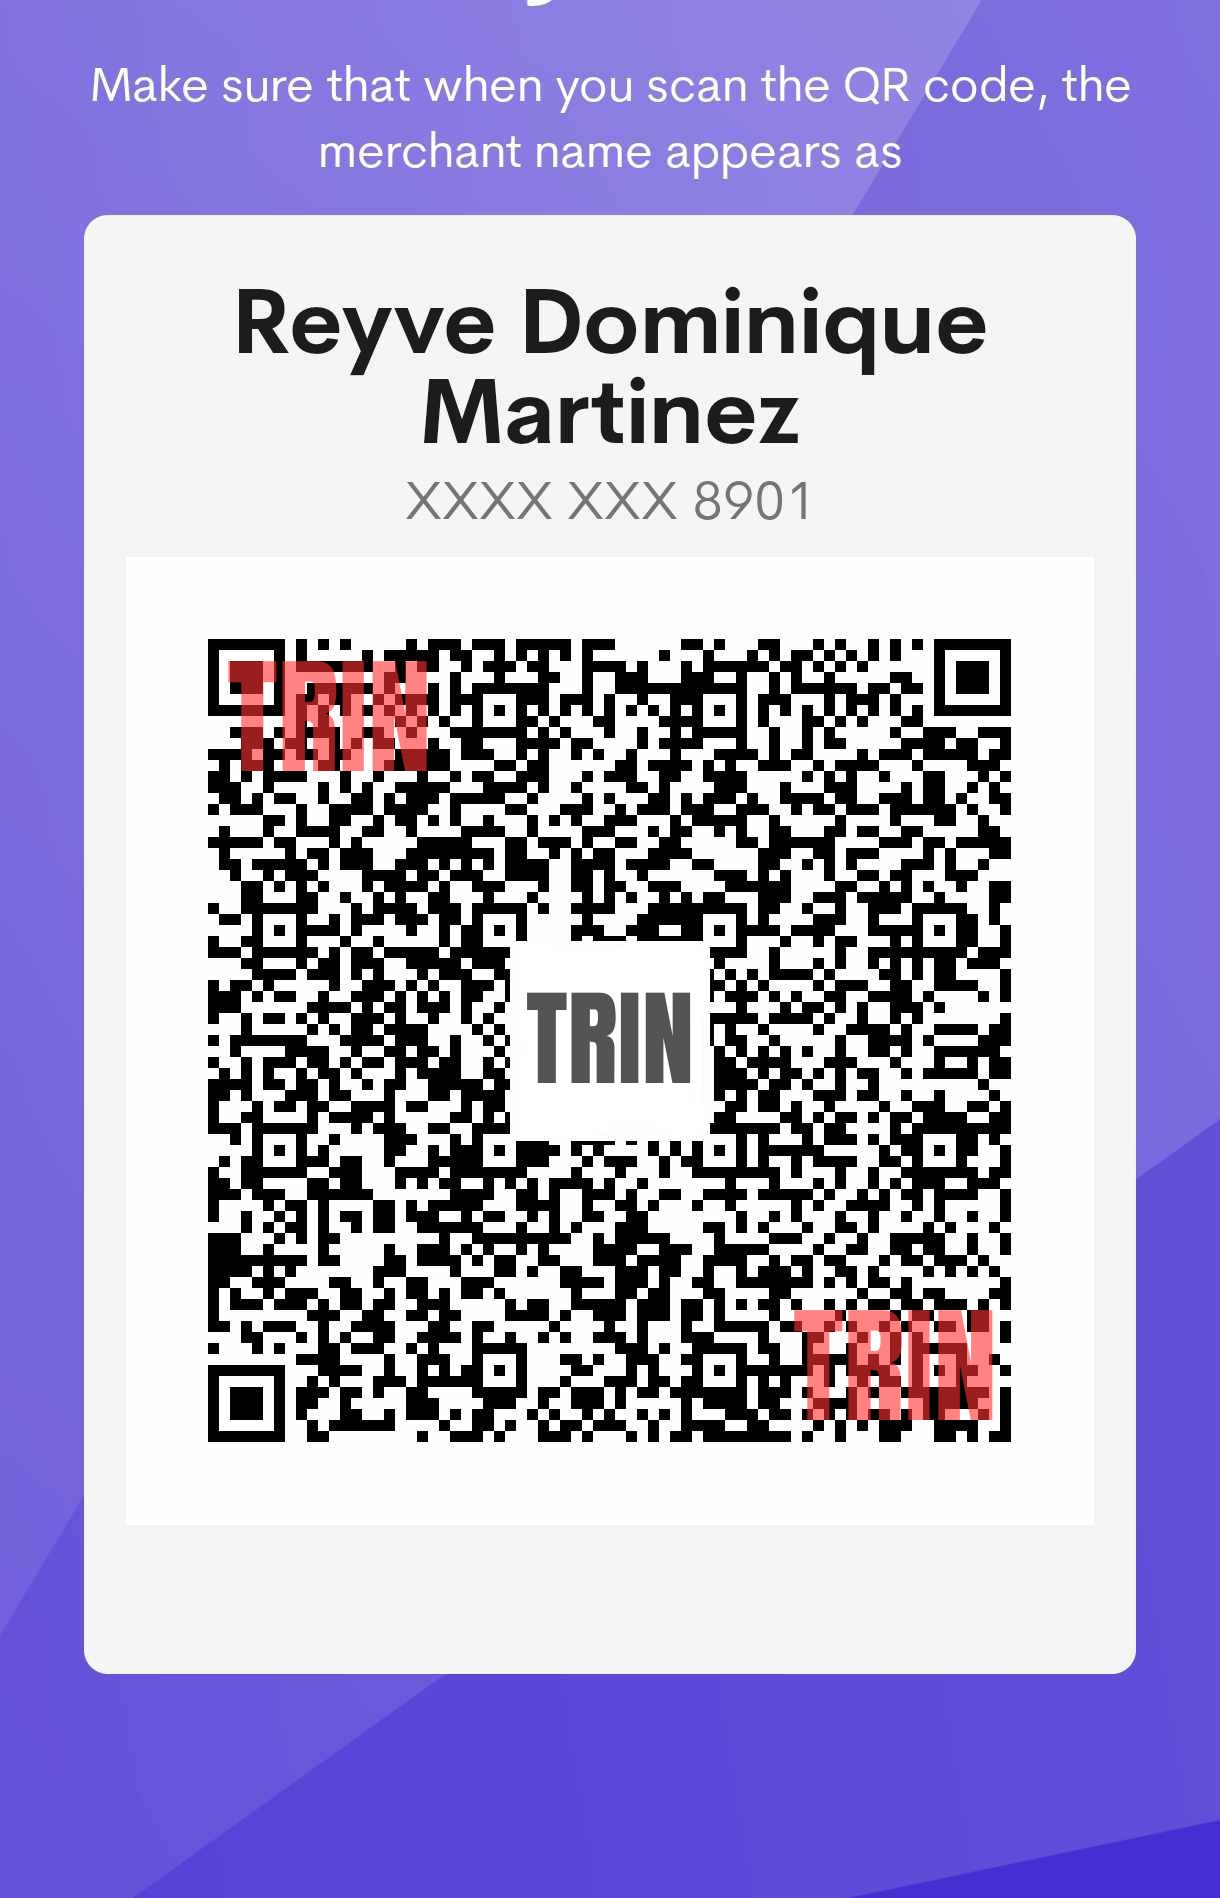 Make sure that when you scan the QR code, the
merchant name appears as
Reyve Dominique
Martinez
XXXX XXX 8901
TRIN
TRIN
TRIN